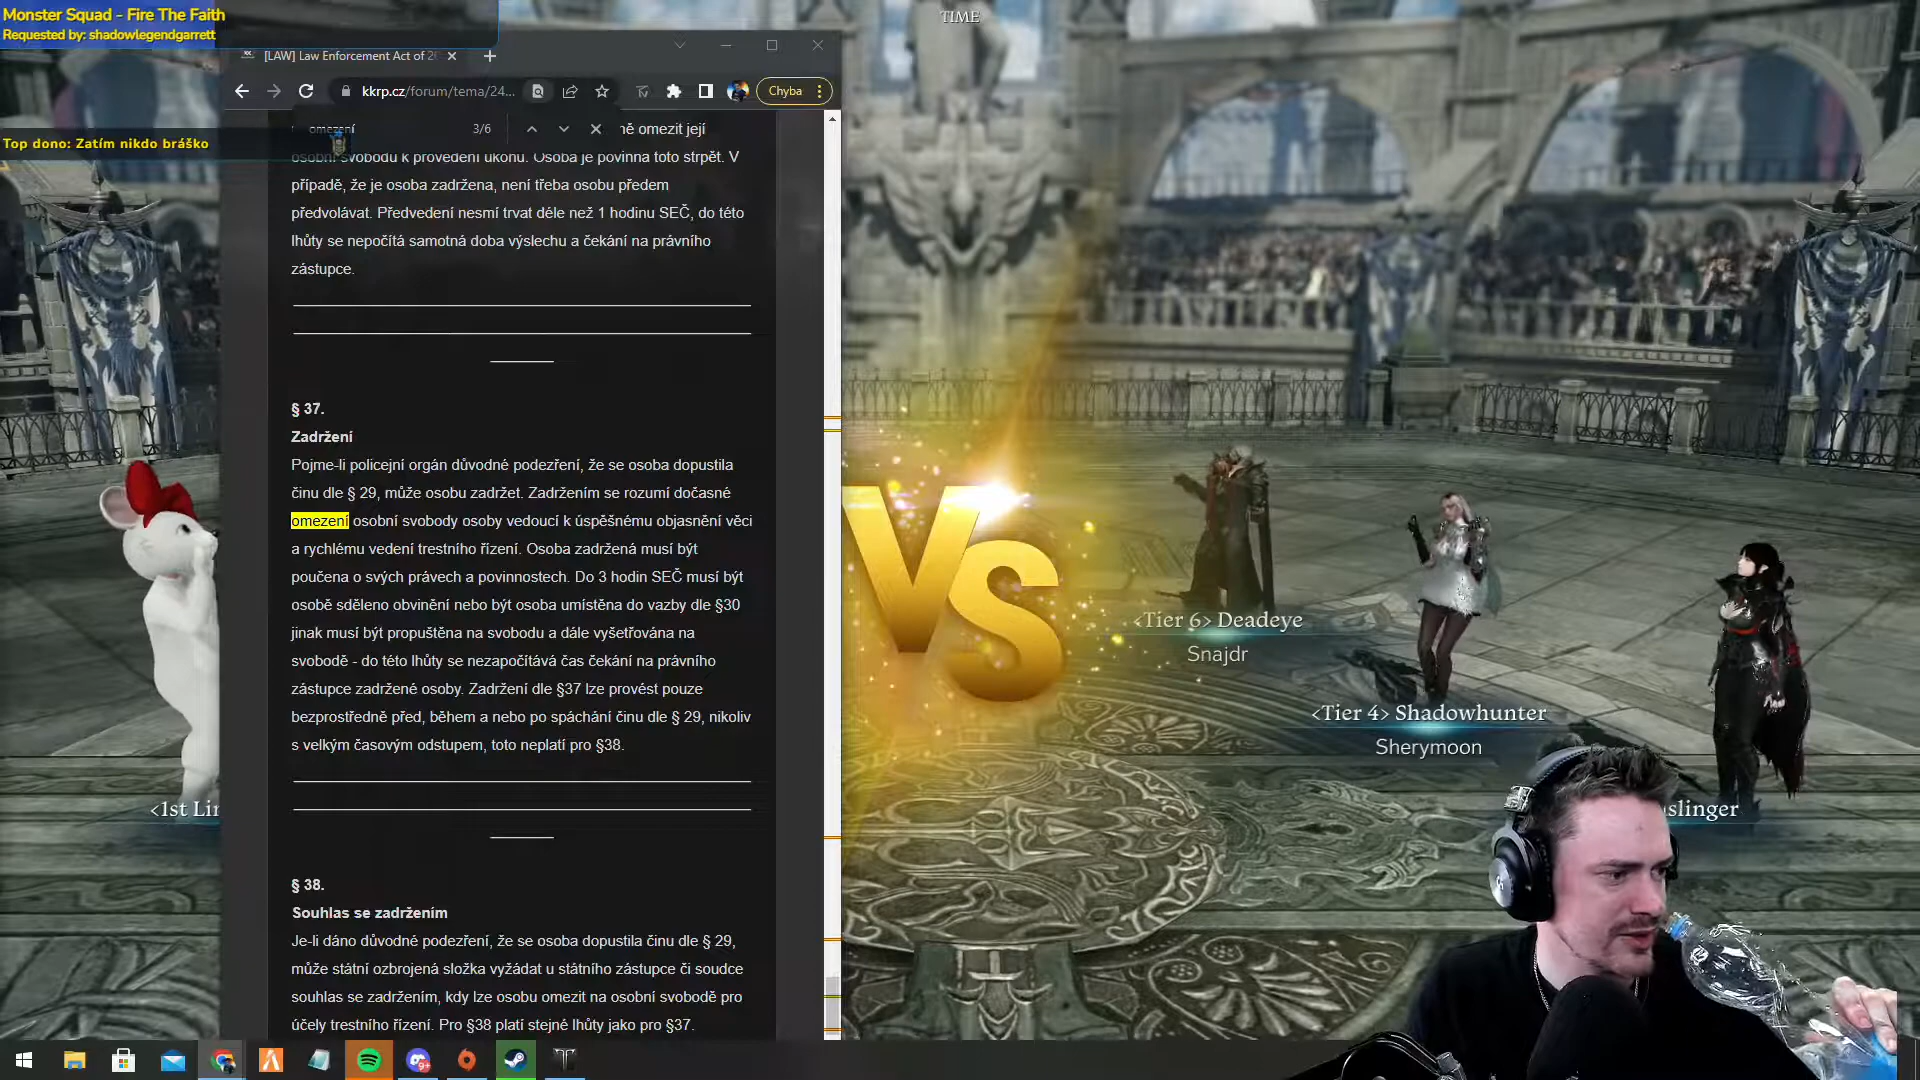 Monster Squad - Fire The Faith
Requested by: shadowlegendgarrett
TIME
[LAW] Law Enforcement Act of 2
kkrp.cz/forum/tema/24...
Chyba
omezení
3/6
ně omezit její
Top dono: Zatím nikdo bráško
osobní svobodu k provedení úkonu. Osoba je povinna toto strpět. V
případě, že je osoba zadržena, není třeba osobu předem
předvolávat. Předvedení nesmí trvat déle než 1 hodinu SEČ, do této
lhůty se nepočítá samotná doba výslechu a čekání na právního
zástupce.
§ 37.
Zadržení
Pojme-li policejní orgán důvodné podezření, že se osoba dopustila
činu dle § 29, může osobu zadržet. Zadržením se rozumí dočasné
omezení osobní svobody osoby vedoucí k úspěšnému objasnění věci
a rychlému vedení trestního řízení. Osoba zadržená musí být
poučena o svých právech a povinnostech. Do 3 hodin SEČ musí být
osobě sděleno obvinění nebo být osoba umístěna do vazby dle §30
jinak musí být propuštěna na svobodu a dále vyšetřována na
svobodě - do této lhůty se nezapočítává čas čekání na právního
zástupce zadržené osoby. Zadržení dle §37 lze provést pouze
bezprostředně před, během a nebo po spáchání činu dle § 29, nikoliv
s velkým časovým odstupem, toto neplatí pro §38.
§ 38.
Souhlas se zadržením
Je-li dáno důvodné podezření, že se osoba dopustila činu dle § 29,
může státní ozbrojená složka vyžádat u státního zástupce či soudce
souhlas se zadržením, kdy lze osobu omezit na osobní svobodě pro
účely trestního řízení. Pro §38 platí stejné lhůty jako pro §37.
VS
<Tier 6> Deadeye
Snajdr
<Tier 4> Shadowhunter
Sherymoon
slinger
<1st Lin
9+